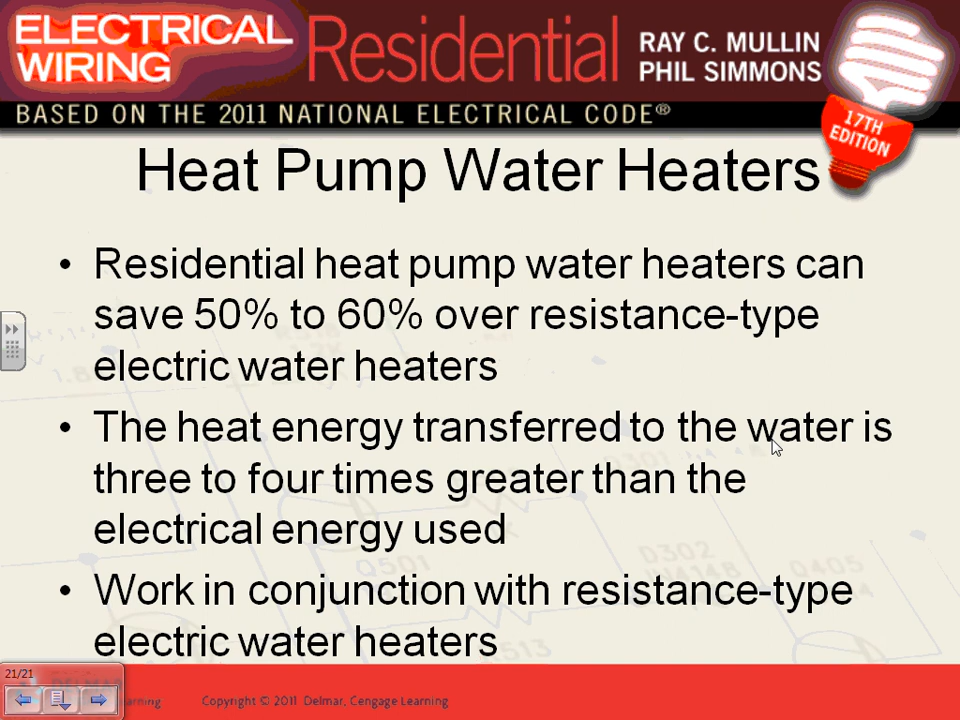 ELECTRICAL
WIRING
Residential
RAY C. MULLIN
PHIL SIMMONS
17TH
EDITION
BASED ON THE 2011 NATIONAL ELECTRICAL CODE®
Heat Pump Water Heaters
• Residential heat pump water heaters can
save 50% to 60% over resistance-type
electric water heaters
• The heat energy transferred to the water is
three to four times greater than the
electrical energy used
• Work in conjunction with resistance-type
electric water heaters
D302
Q405
Q501
21/21
Copyright © 2011 Delmar, Cengage Learning